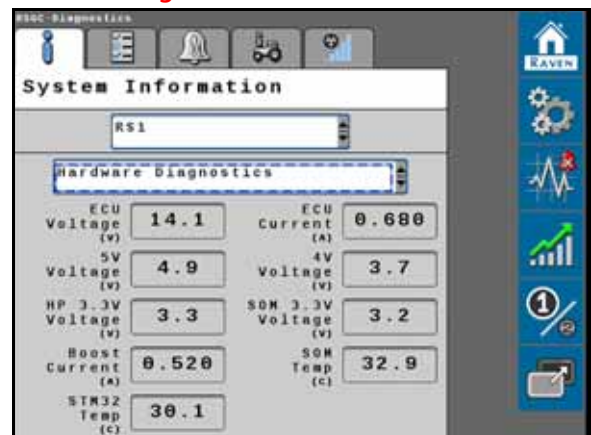 RSGC-Diagnostics
RAVEN
System Information
RS1
Hardware Diagnostics
ECU Voltage (V) 14.1 ECU Current (A) 0.680
5V Voltage (V) 4.9 4V Voltage (V) 3.7
HP 3.3V Voltage (V) 3.3 SOM 3.3V Voltage (V) 3.2
Boost Current (A) 0.520 SOM Temp (C) 32.9
STM32 Temp (C) 30.1
1/2